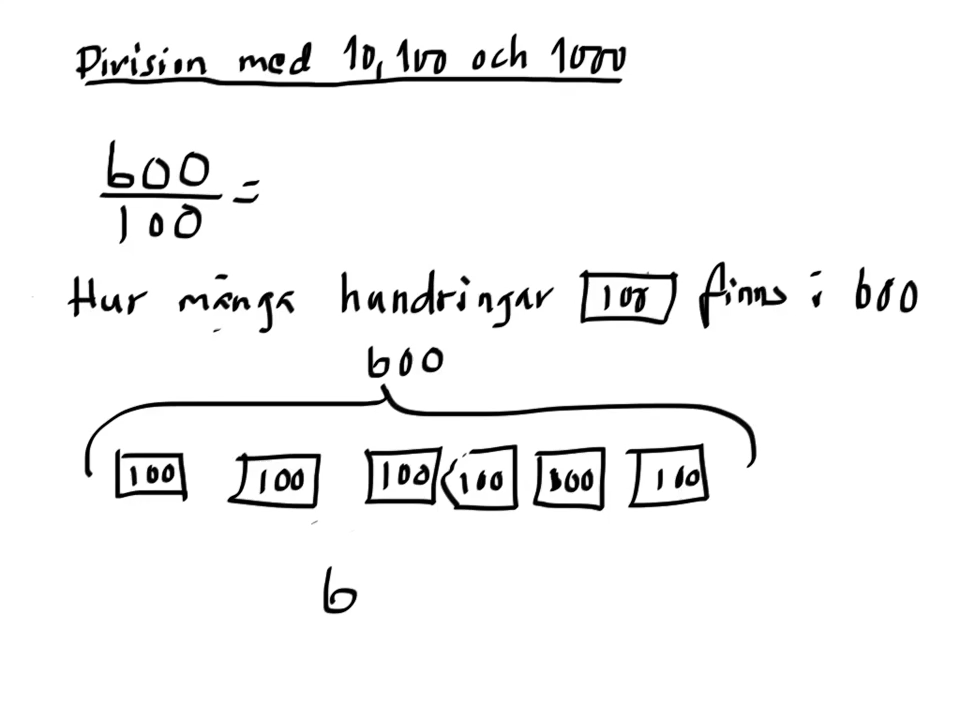 Division med 10, 100 och 1000
600
100 =
Hur många hundringar 100 finns i 600
600
100 100 100 100 100 100
6